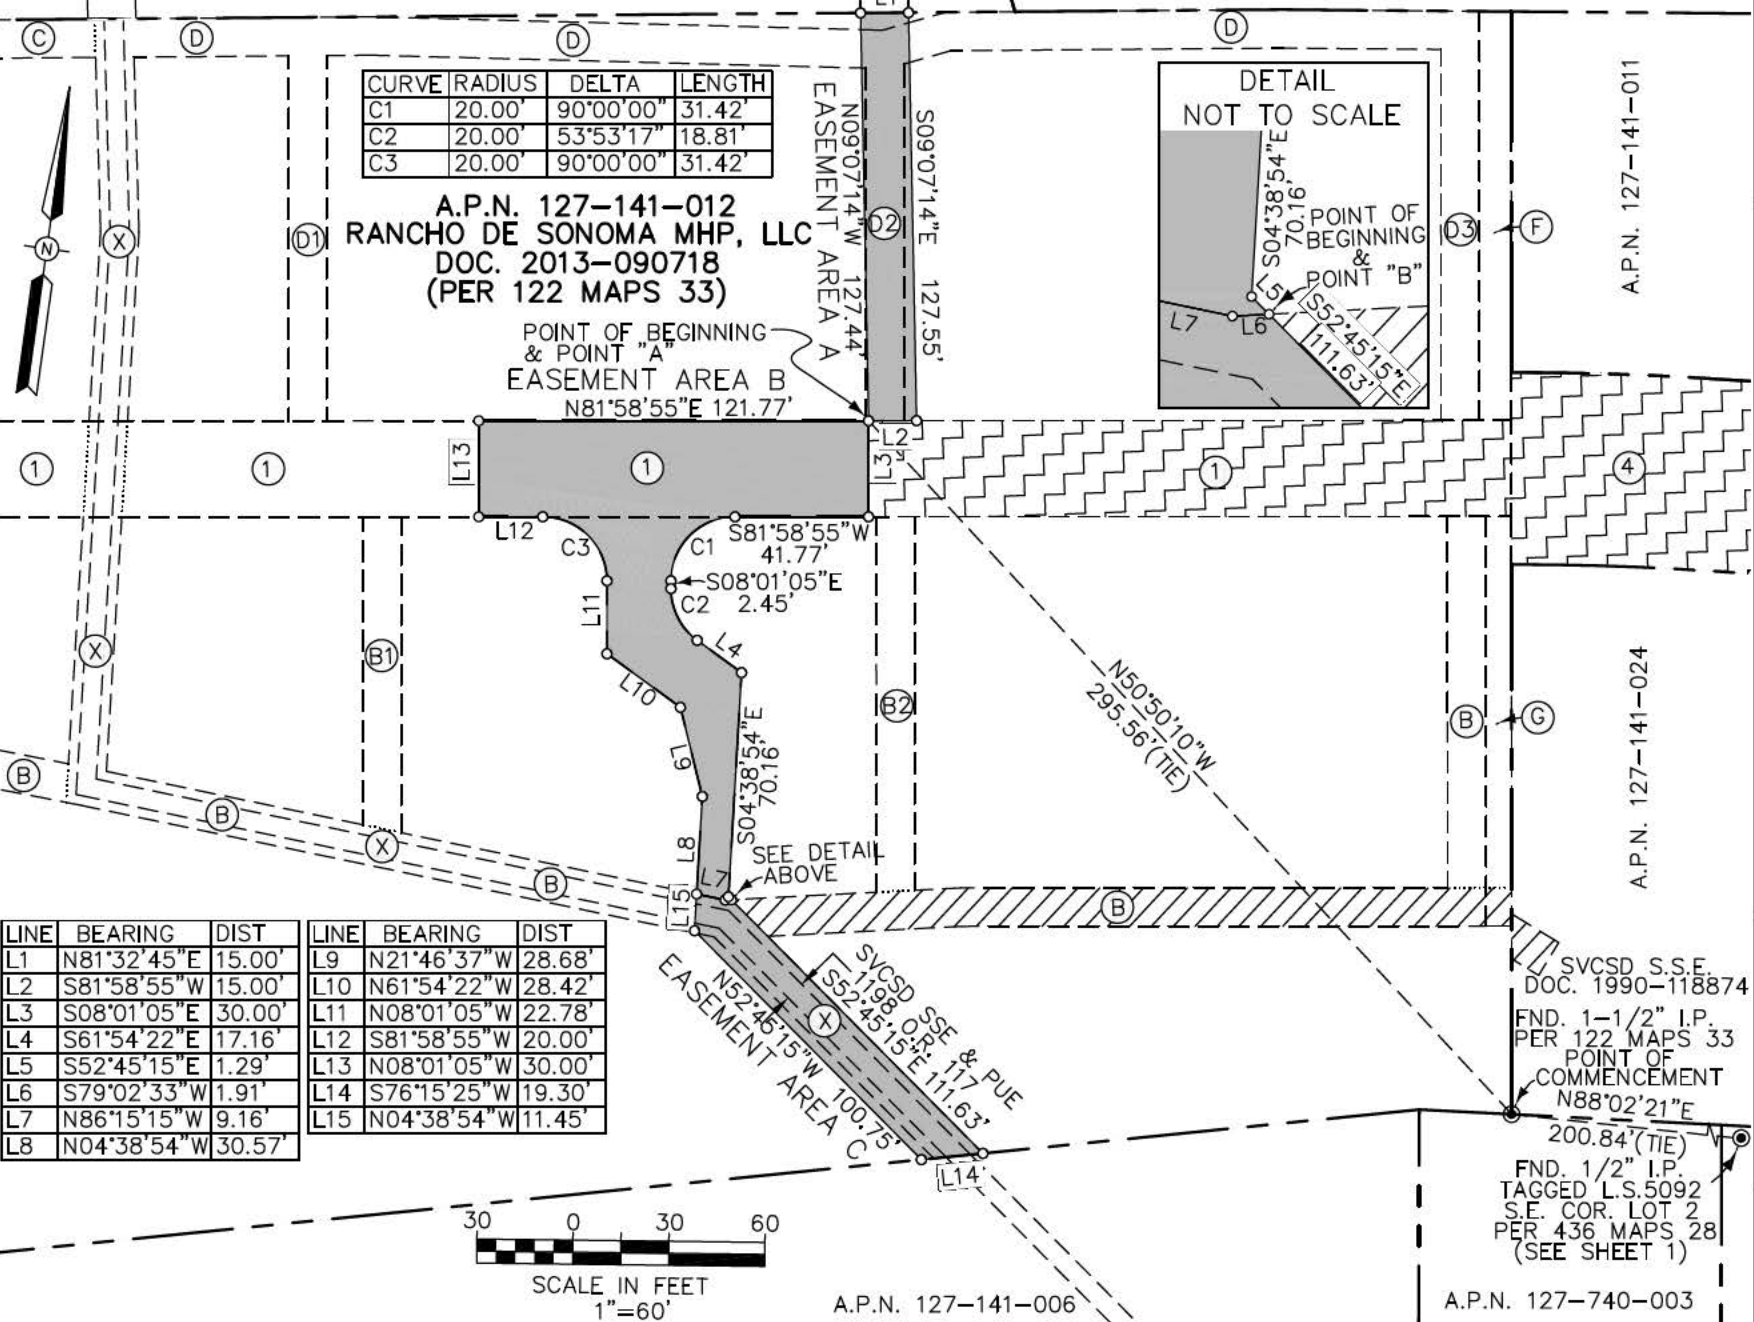 L1
C
D
D
D
CURVE RADIUS DELTA LENGTH
C1 20.00' 90°00'00" 31.42'
C2 20.00' 53°53'17" 18.81'
C3 20.00' 90°00'00" 31.42'
EASEMENT AREA A
N09°07'14"W 127.44'
D2
S09°07'14"E 127.55'
DETAIL
NOT TO SCALE
S04°38'54"E
70.16'
POINT OF
BEGINNING
&
POINT "B"
L5
L6
L7
S52°45'15"E
111.63'
D3
F
A.P.N. 127-141-011
N
X
D1
A.P.N. 127-141-012
RANCHO DE SONOMA MHP, LLC
DOC. 2013-090718
(PER 122 MAPS 33)
POINT OF BEGINNING
& POINT "A"
EASEMENT AREA B
N81°58'55"E 121.77'
L2
L3
L13
1
1
1
1
4
L12
C3
C1
S81°58'55"W
41.77'
S08°01'05"E
2.45'
C2
L11
L4
L10
L9
S04°38'54"E
70.16'
L8
L7
L15
SEE DETAIL
ABOVE
X
B1
B2
N50°50'10"W
295.56'(TIE)
B
G
A.P.N. 127-141-024
B
B
X
B
B
LINE BEARING DIST
L1 N81°32'45"E 15.00'
L2 S81°58'55"W 15.00'
L3 S08°01'05"E 30.00'
L4 S61°54'22"E 17.16'
L5 S52°45'15"E 1.29'
L6 S79°02'33"W 1.91'
L7 N86°15'15"W 9.16'
L8 N04°38'54"W 30.57'
LINE BEARING DIST
L9 N21°46'37"W 28.68'
L10 N61°54'22"W 28.42'
L11 N08°01'05"W 22.78'
L12 S81°58'55"W 20.00'
L13 N08°01'05"W 30.00'
L14 S76°15'25"W 19.30'
L15 N04°38'54"W 11.45'
SVCSD SSE & PUE
1198 O.R. 117
S52°45'15"E 111.63'
X
N52°45'15"W 100.75'
EASEMENT AREA C
L14
SVCSD S.S.E.
DOC. 1990-118874
FND. 1-1/2" I.P.
PER 122 MAPS 33
POINT OF
COMMENCEMENT
N88°02'21"E
200.84'(TIE)
FND. 1/2" I.P.
TAGGED L.S.5092
S.E. COR. LOT 2
PER 436 MAPS 28
(SEE SHEET 1)
30 0 30 60
SCALE IN FEET
1"=60'
A.P.N. 127-141-006
A.P.N. 127-740-003